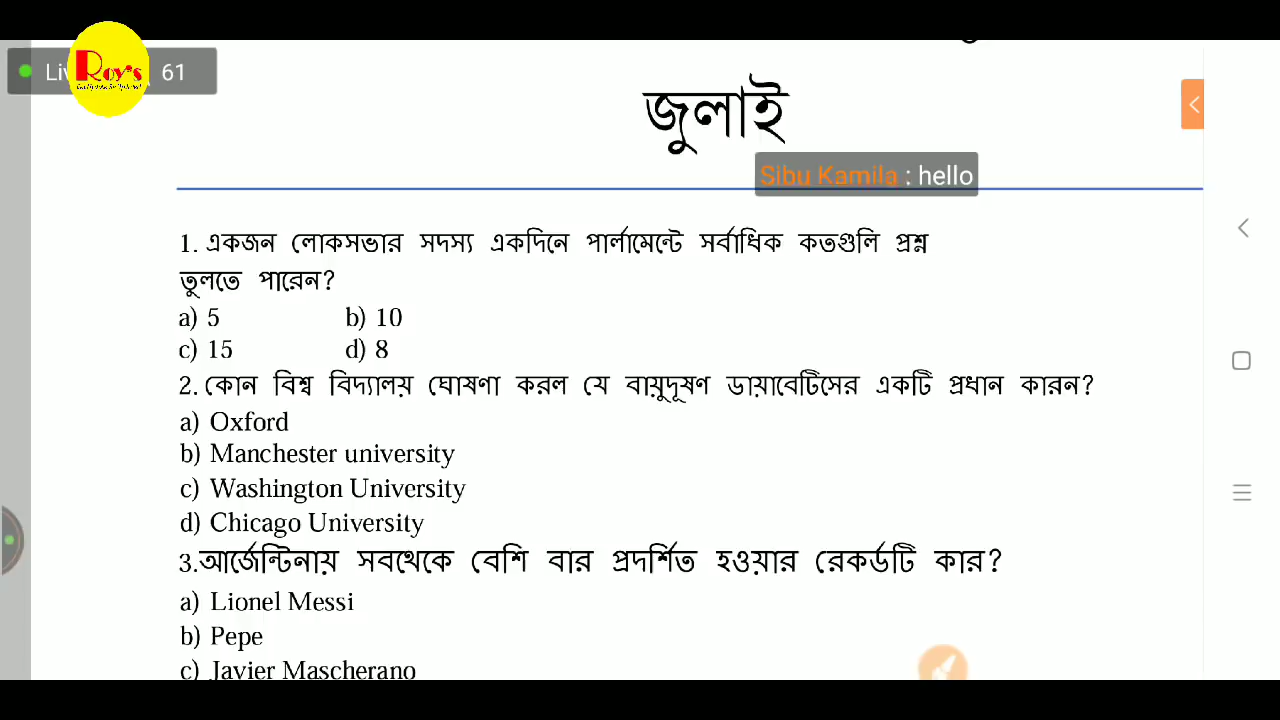 Liv 61
Roy's
জুলাই
Sibu Kamila : hello
1. একজন লোকসভার সদস্য একদিনে পার্লামেন্টে সর্বাধিক কতগুলি প্রশ্ন
তুলতে পারেন?
a) 5 b) 10
c) 15 d) 8
2. কোন বিশ্ব বিদ্যালয় ঘোষণা করল যে বায়ুদূষণ ডায়াবেটিসের একটি প্রধান কারন?
a) Oxford
b) Manchester university
c) Washington University
d) Chicago University
3.আর্জেন্টিনায় সবথেকে বেশি বার প্রদর্শিত হওয়ার রেকর্ডটি কার?
a) Lionel Messi
b) Pepe
c) Javier Mascherano